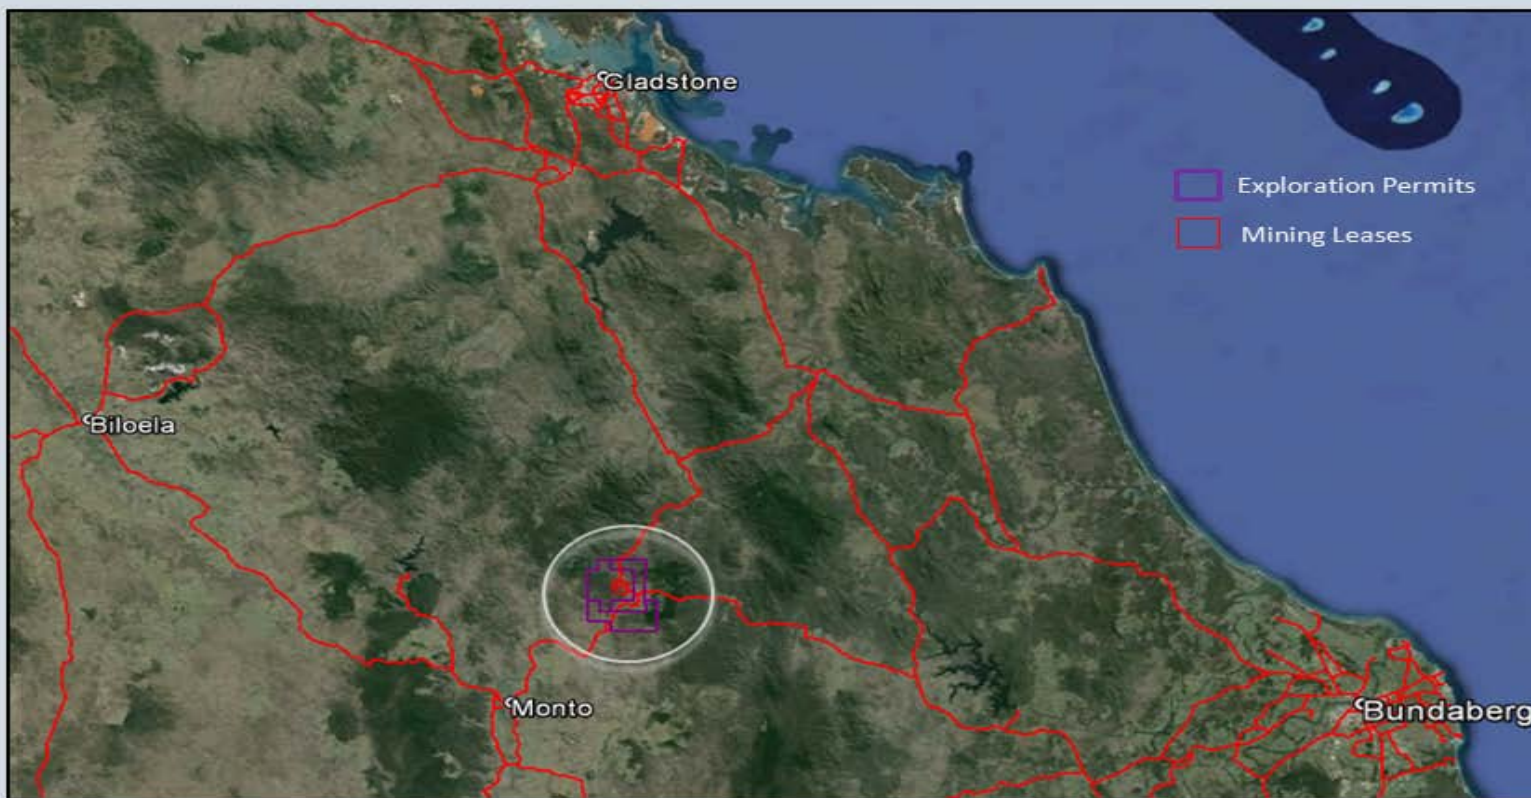 Gladstone
Exploration Permits
Mining Leases
Biloela
Monto
Bundaberg